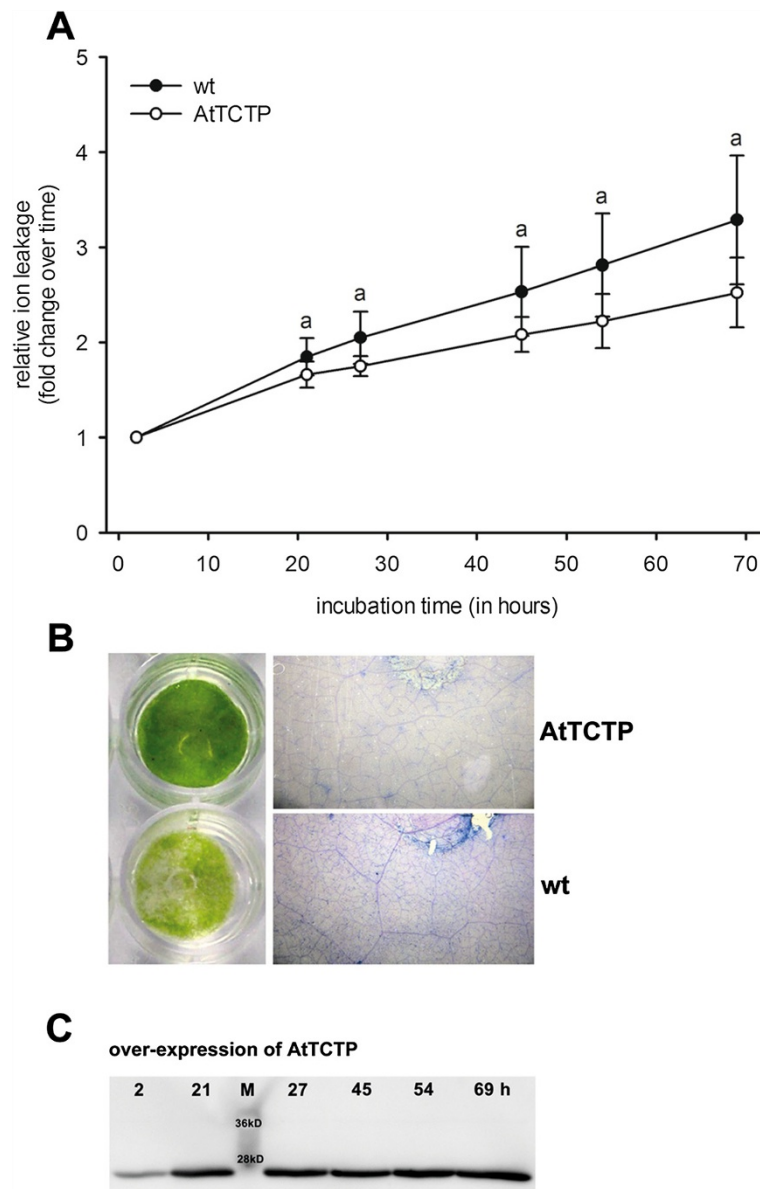 A
5
4
3
2
1
0
relative ion leakage
(fold change over time)
wt
AtTCTP
a
a
a
a
a
0 10 20 30 40 50 60 70
incubation time (in hours)
B
AtTCTP
wt
C
over-expression of AtTCTP
2 21 M 27 45 54 69 h
36kD
28kD